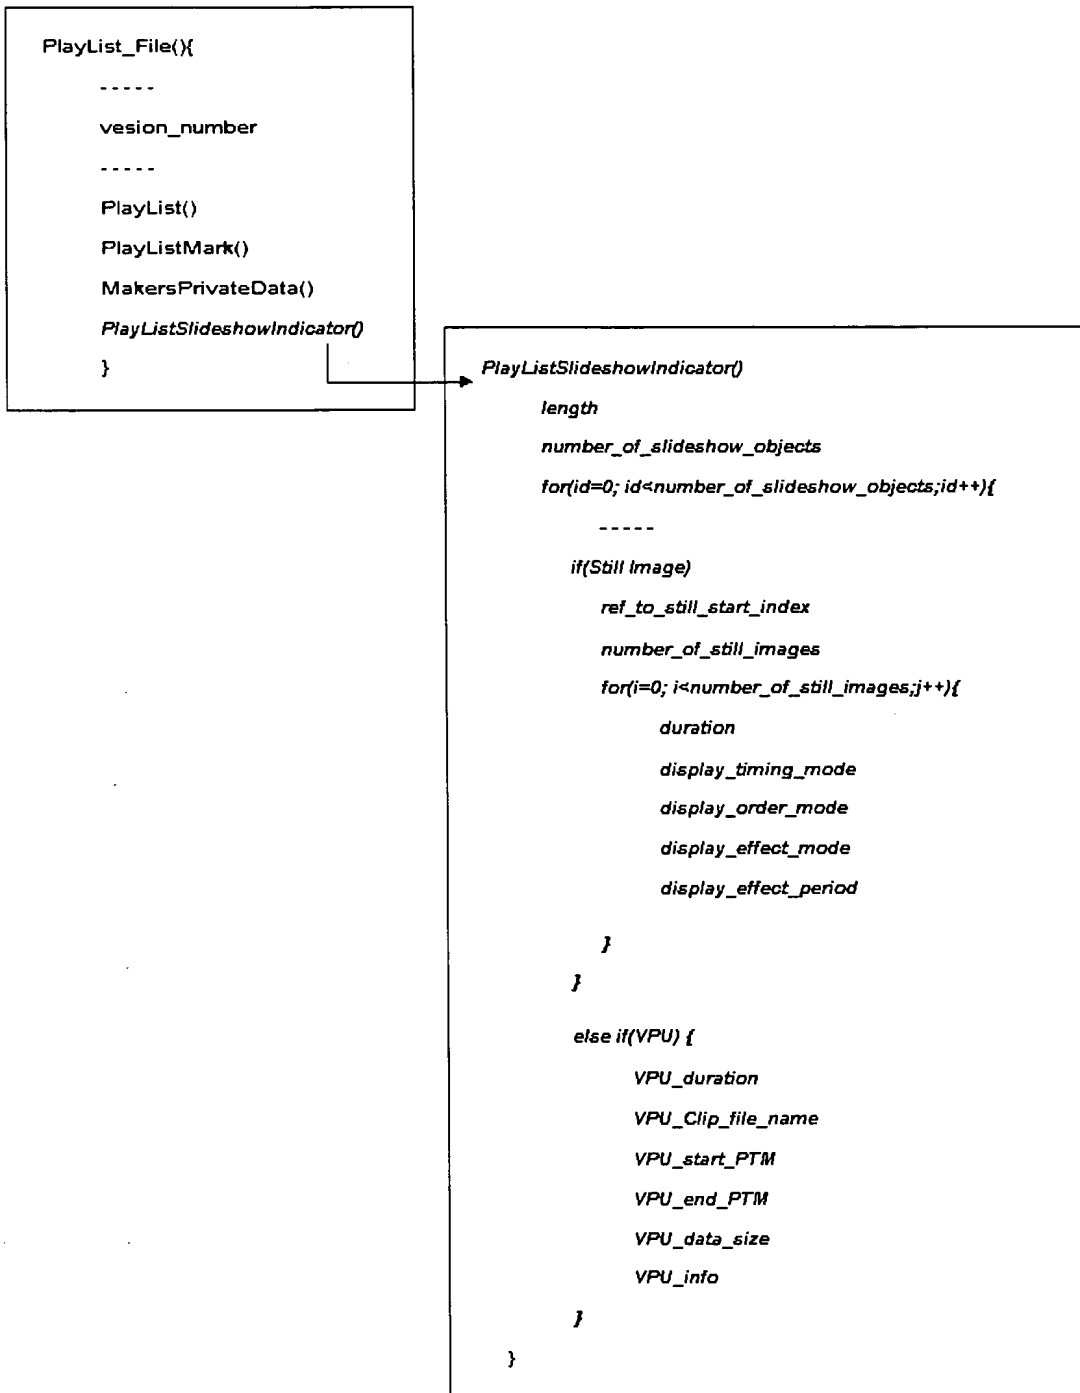 PlayList_File(){
- - - - -
vesion_number
- - - - -
PlayList()
PlayListMark()
MakersPrivateData()
PlayListSlideshowIndicator()
}
PlayListSlideshowIndicator()
length
number_of_slideshow_objects
for(id=0; id<number_of_slideshow_objects;id++){
- - - - -
if(Still Image)
ref_to_still_start_index
number_of_still_images
for(i=0; i<number_of_still_images;j++){
duration
display_timing_mode
display_order_mode
display_effect_mode
display_effect_period
}
}
else if(VPU) {
VPU_duration
VPU_Clip_file_name
VPU_start_PTM
VPU_end_PTM
VPU_data_size
VPU_info
}
}